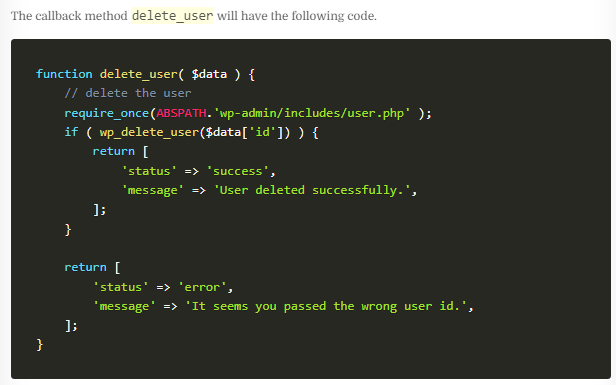 The callback method delete_user will have the following code.
function delete_user( $data ) {
    // delete the user
    require_once(ABSPATH.'wp-admin/includes/user.php' );
    if ( wp_delete_user($data['id']) ) {
        return [
            'status' => 'success',
            'message' => 'User deleted successfully.',
        ];
    }

    return [
        'status' => 'error',
        'message' => 'It seems you passed the wrong user id.',
    ];
}